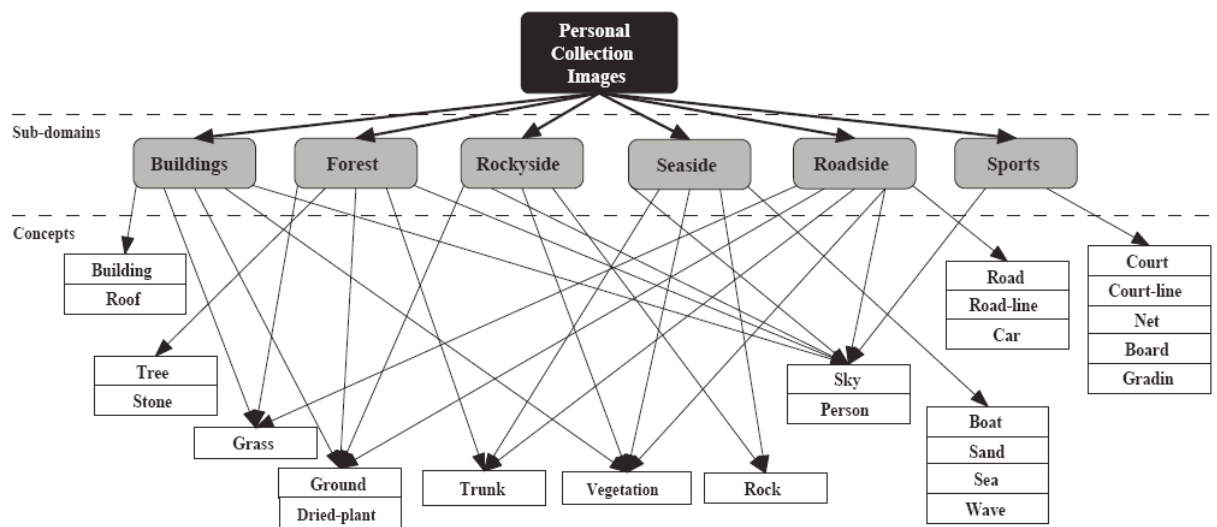 Personal
Collection
Images
Sub-domains
Buildings
Forest
Rockyside
Seaside
Roadside
Sports
Concepts
Building
Roof
Tree
Stone
Grass
Ground
Dried-plant
Trunk
Vegetation
Rock
Sky
Person
Road
Road-line
Car
Boat
Sand
Sea
Wave
Court
Court-line
Net
Board
Gradin